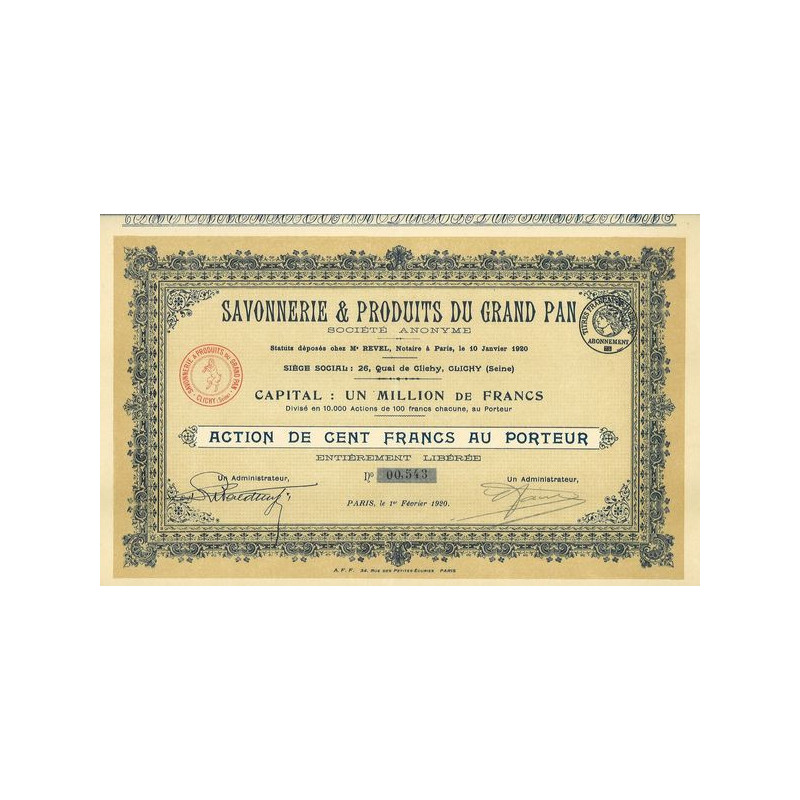 SAVONNERIE & PRODUITS DU GRAND PAN
SOCIÉTÉ ANONYME
Statuts déposés chez Me REVEL, Notaire à Paris, le 10 Janvier 1920
SIÈGE SOCIAL : 26, Quai de Clichy, CLICHY (Seine)
CAPITAL : UN MILLION DE FRANCS
Divisé en 10.000 Actions de 100 francs chacune, au Porteur
ACTION DE CENT FRANCS AU PORTEUR
ENTIÈREMENT LIBÉRÉE
No 00,543
Un Administrateur,
Un Administrateur,
PARIS, le 1er Février 1920.
A. F. F. 34, RUE DES PETITES-ÉCURIES PARIS
SAVONNERIE & PRODUITS DU GRAND PAN
CLICHY (Seine)
TITRES FRANÇAIS
ABONNEMENT